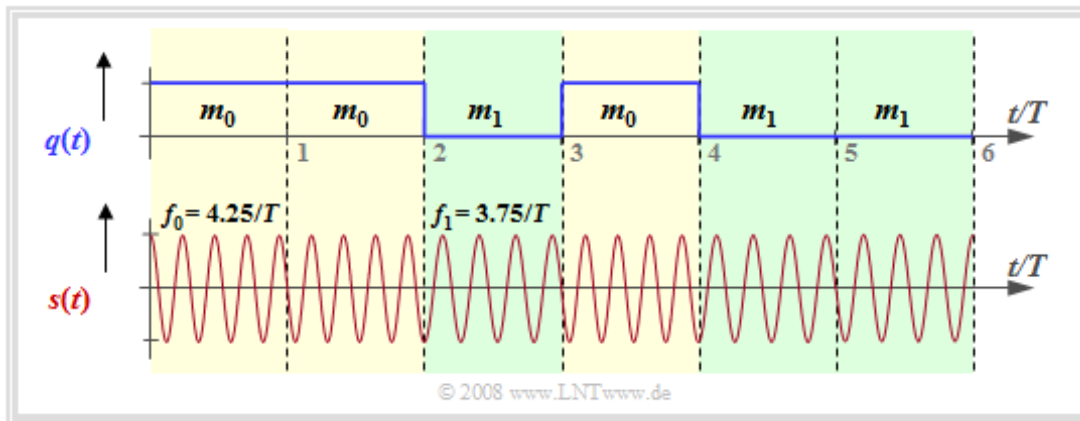 m₀ m₀ m₁ m₀ m₁ m₁ t/T
q(t)
1 2 3 4 5 6
f₀ = 4.25/T f₁ = 3.75/T
t/T
s(t)
© 2008 www.LNTwww.de